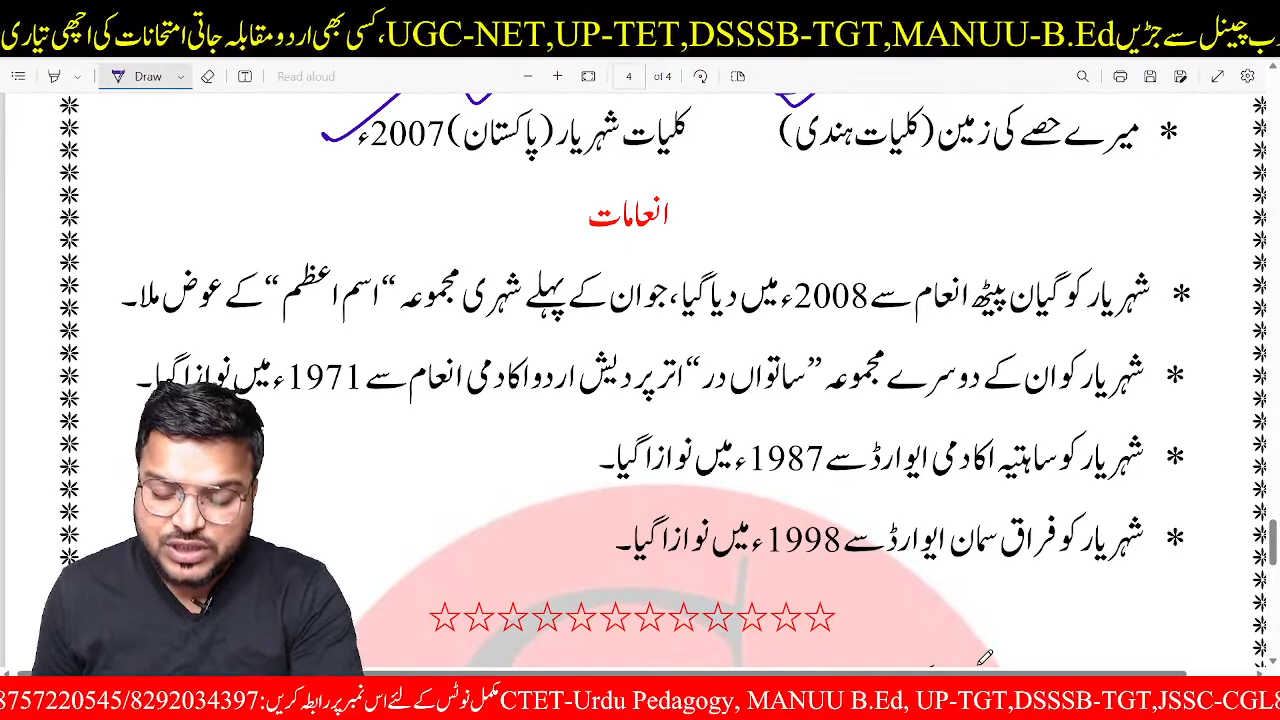 ب چینل سے جڑیں UGC-NET,UP-TET,DSSSB-TGT,MANUU-B.Ed،کسی بھی اردو مقابلہ جاتی امتحانات کی اچھی تیاری
Draw
Read aloud
4 of 4
* میرے حصے کی زمین (کلیات ہندی) کلیات شہریار (پاکستان) 2007ء
انعامات
* شہریار کو گیان پیٹھ انعام سے 2008ء میں دیا گیا، جو ان کے پہلے شہری مجموعہ “اسم اعظم“ کے عوض ملا۔
* شہریار کو ان کے دوسرے مجموعہ ”ساتواں در“ اتر پردیش اردو اکادمی انعام سے 1971ء میں نوازا گیا۔
* شہریار کو ساہتیہ اکادمی ایوارڈ سے 1987ء میں نوازا گیا۔
* شہریار کو فراق سمان ایوارڈ سے 1998ء میں نوازا گیا۔
CTET-Urdu Pedagogy, MANUU B.Ed, UP-TGT,DSSSB-TGT,JSSC-CGL& مکمل نوٹس کے لئے اس نمبر پر رابطہ کریں: 8757220545/8292034397